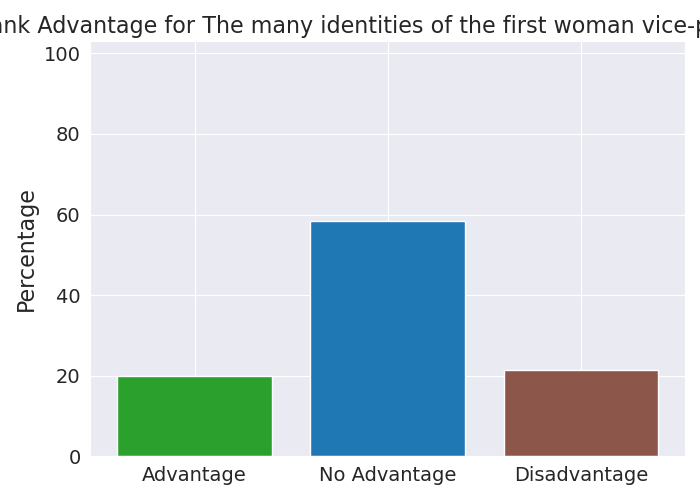 nk Advantage for The many identities of the first woman vice-p
100
80
60
40
20
0
Percentage
Advantage
No Advantage
Disadvantage